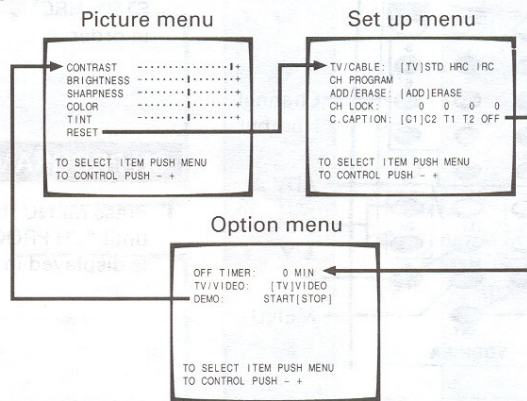 Picture menu
CONTRAST ··············❙+
BRIGHTNESS ·······❙·······+
SHARPNESS ·······❙·······+
COLOR ·······❙·······+
TINT ·······❙·······+
RESET
TO SELECT ITEM PUSH MENU
TO CONTROL PUSH – +
Set up menu
TV/CABLE: [TV]STD HRC IRC
CH PROGRAM
ADD/ERASE: [ADD]ERASE
CH LOCK: 0 0 0 0
C.CAPTION: [C1]C2 T1 T2 OFF
TO SELECT ITEM PUSH MENU
TO CONTROL PUSH – +
Option menu
OFF TIMER: 0 MIN
TV/VIDEO: [TV]VIDEO
DEMO: START[STOP]
TO SELECT ITEM PUSH MENU
TO CONTROL PUSH – +